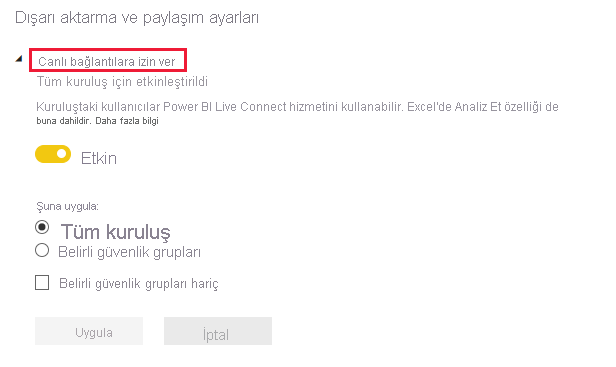 Dışarı aktarma ve paylaşım ayarları
Canlı bağlantılara izin ver
Tüm kuruluş için etkinleştirildi
Kuruluştaki kullanıcılar Power BI Live Connect hizmetini kullanabilir. Excel'de Analiz Et özelliği de
buna dahildir. Daha fazla bilgi
Etkin
Şuna uygula:
Tüm kuruluş
Belirli güvenlik grupları
Belirli güvenlik grupları hariç
Uygula
İptal